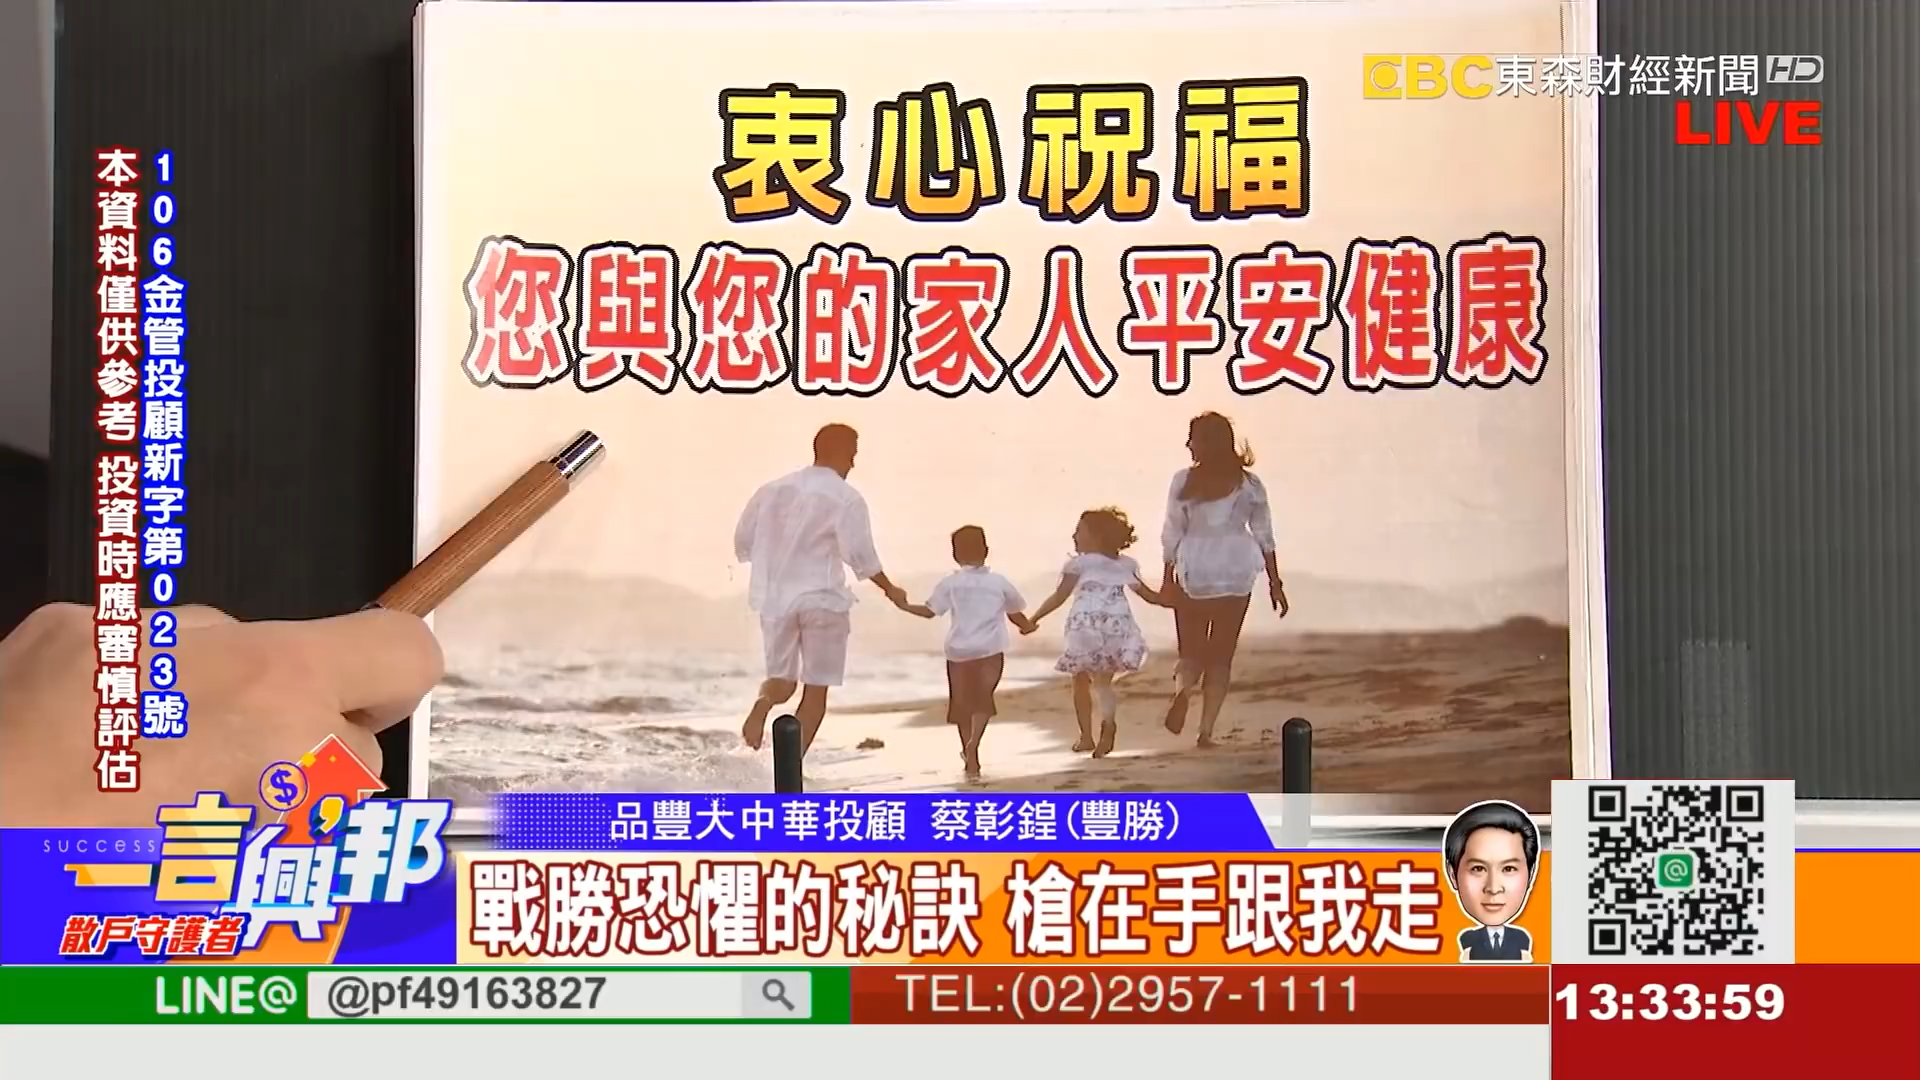 EBC東森財經新聞HD
LIVE
衷心祝福
您與您的家人平安健康
106金管投顧新字第023號
本資料僅供參考 投資時應審慎評估
success
一言興邦
散戶守護者
品豐大中華投顧 蔡彰鍠(豐勝)
戰勝恐懼的秘訣 槍在手跟我走
LINE@ @pf49163827
TEL:(02)2957-1111
13:33:59